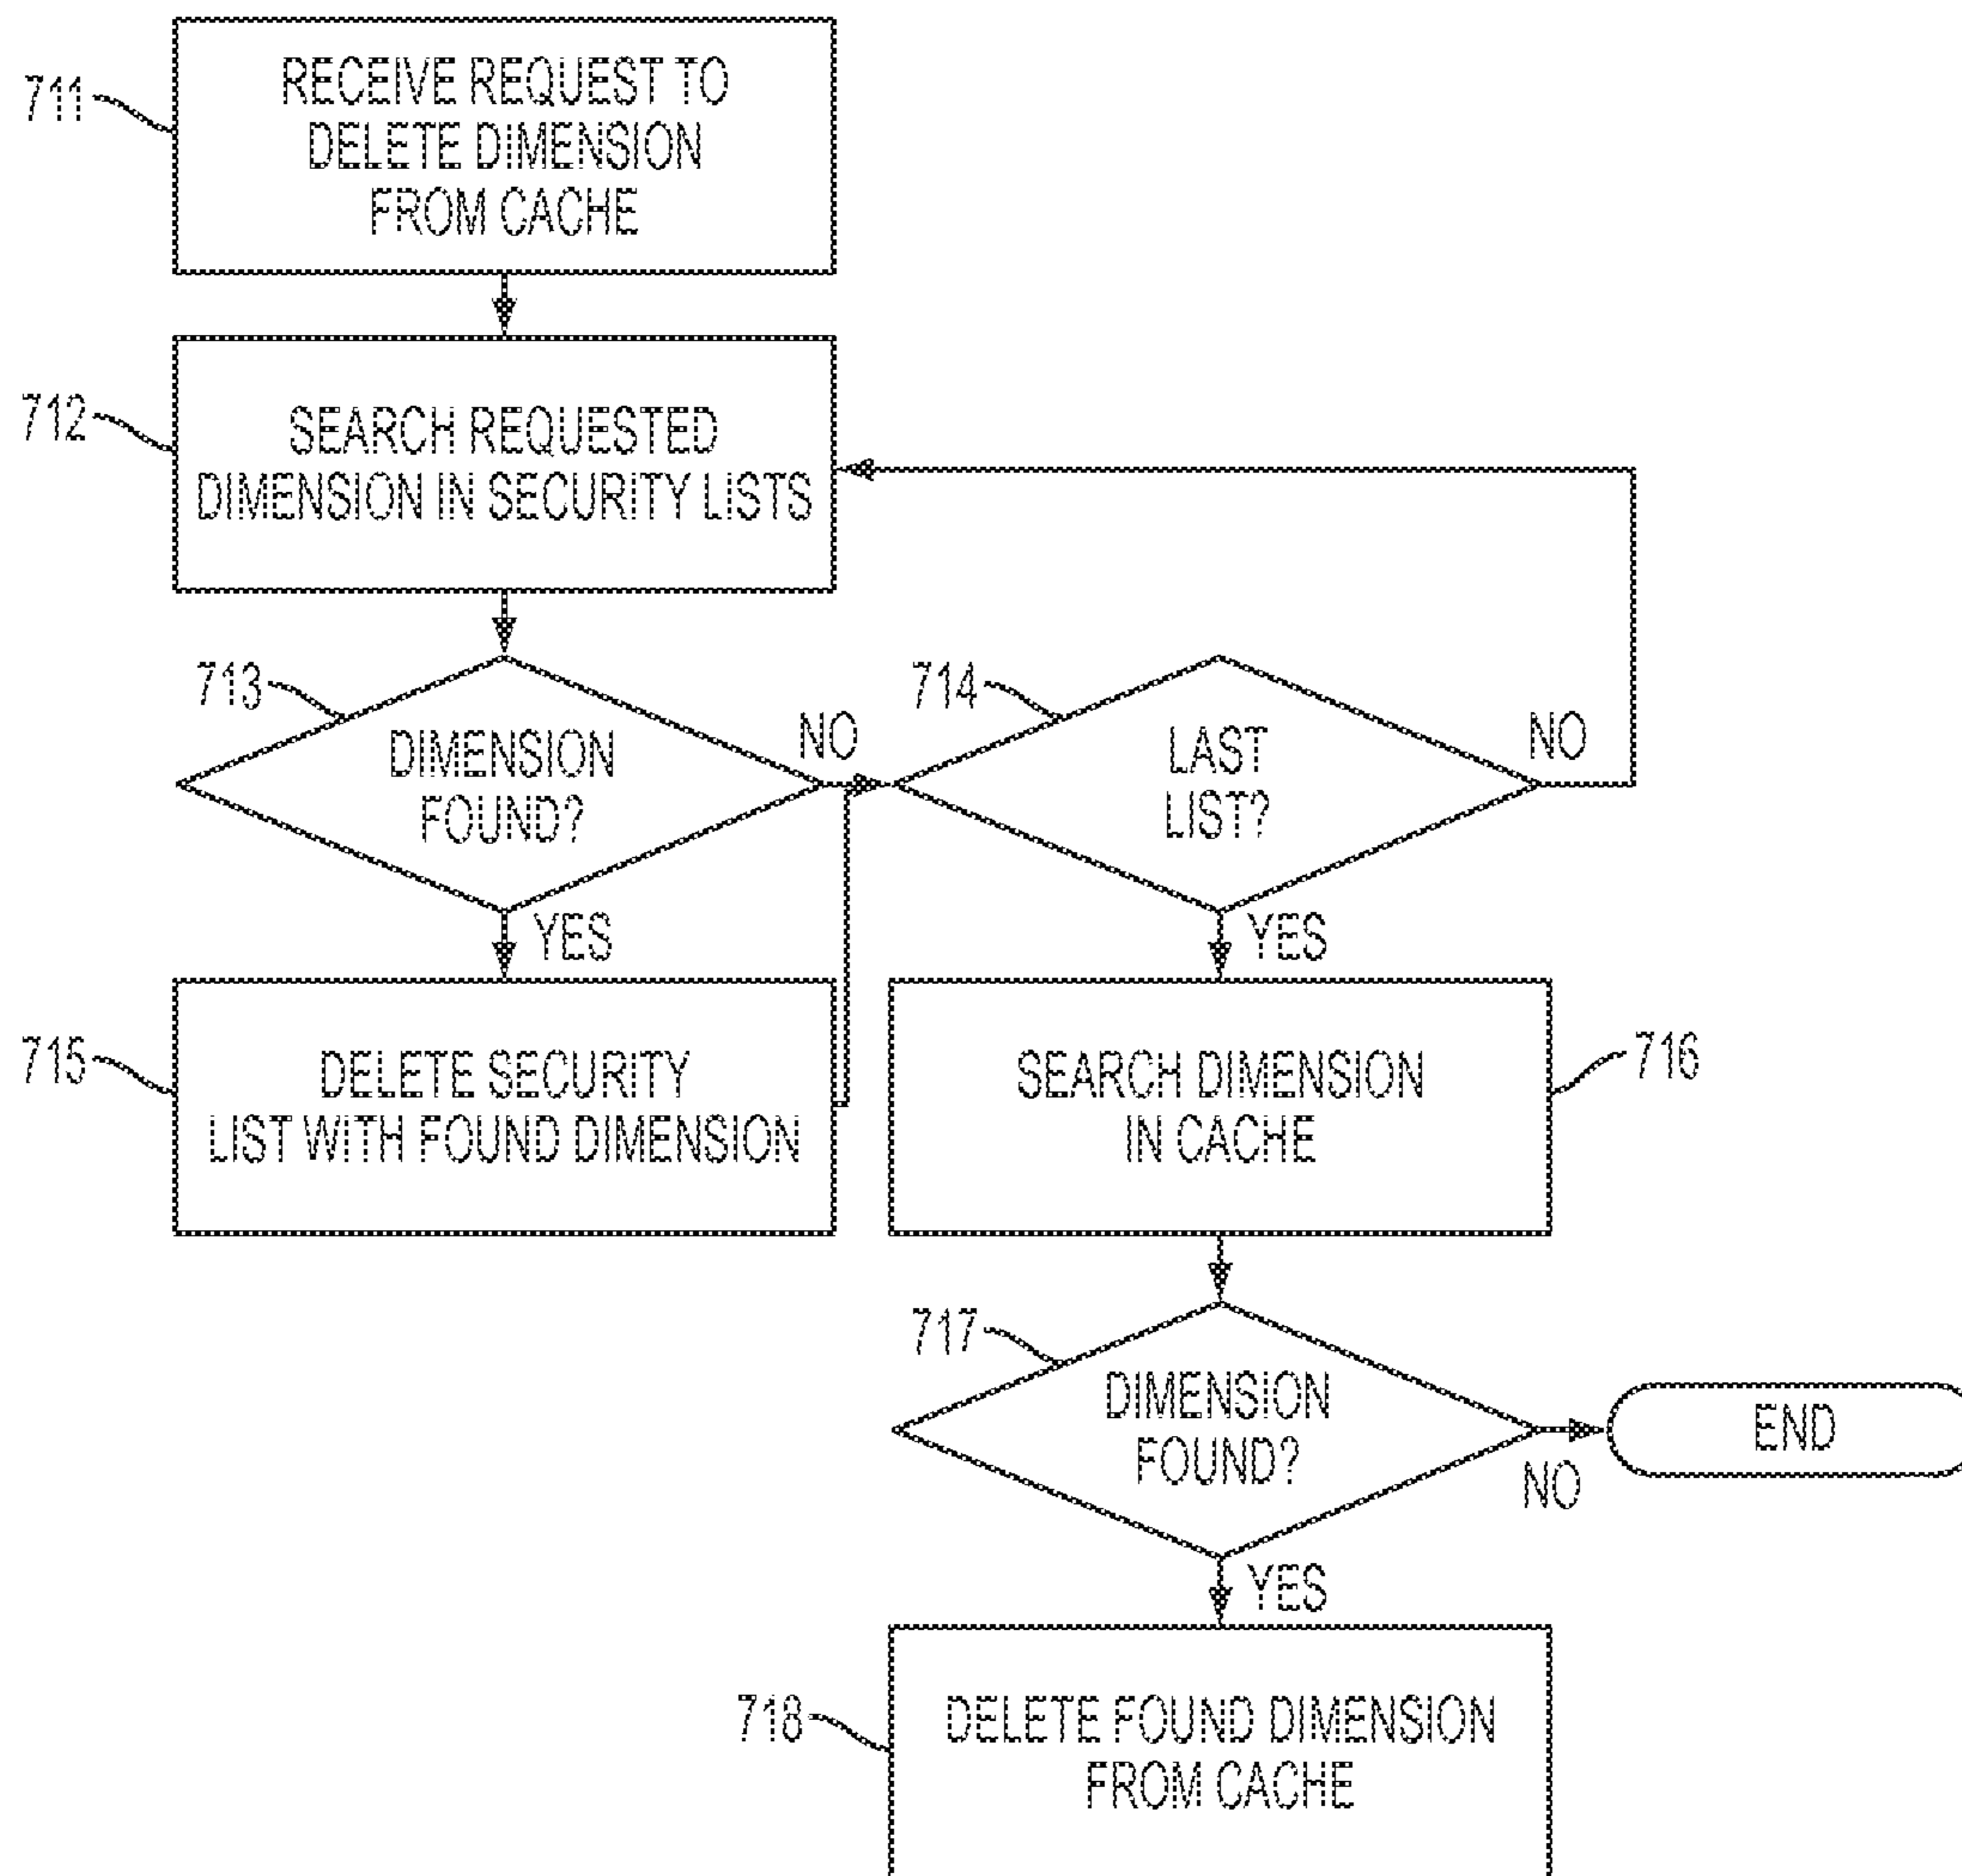 711
RECEIVE REQUEST TO
DELETE DIMENSION
FROM CACHE
712
SEARCH REQUESTED
DIMENSION IN SECURITY LISTS
713
DIMENSION
FOUND?
NO
YES
714
LAST
LIST?
NO
YES
715
DELETE SECURITY
LIST WITH FOUND DIMENSION
716
SEARCH DIMENSION
IN CACHE
717
DIMENSION
FOUND?
NO
END
YES
718
DELETE FOUND DIMENSION
FROM CACHE